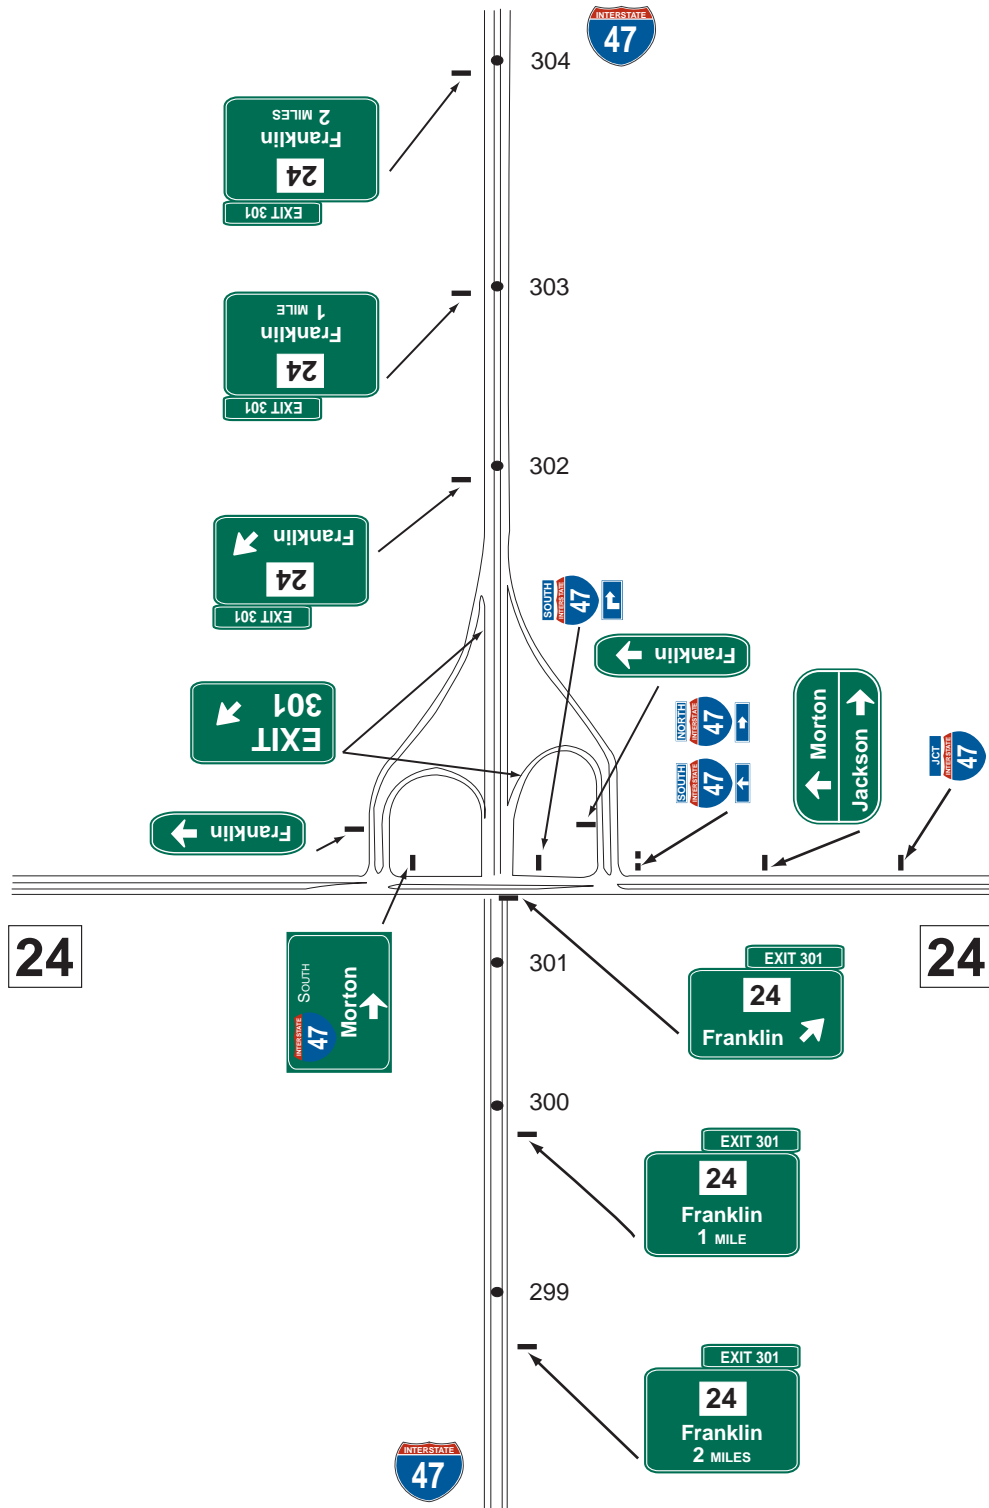 INTERSTATE
47
304
2 MILES
Franklin
24
EXIT 301
303
1 MILE
Franklin
24
EXIT 301
302
Franklin
24
EXIT 301
SOUTH
INTERSTATE
47
Franklin
EXIT
301
NORTH
INTERSTATE
47
SOUTH
INTERSTATE
47
Morton
Jackson
JCT
INTERSTATE
47
Franklin
24
24
SOUTH
INTERSTATE
47
Morton
301
EXIT 301
24
Franklin
300
EXIT 301
24
Franklin
1 MILE
299
EXIT 301
24
Franklin
2 MILES
INTERSTATE
47